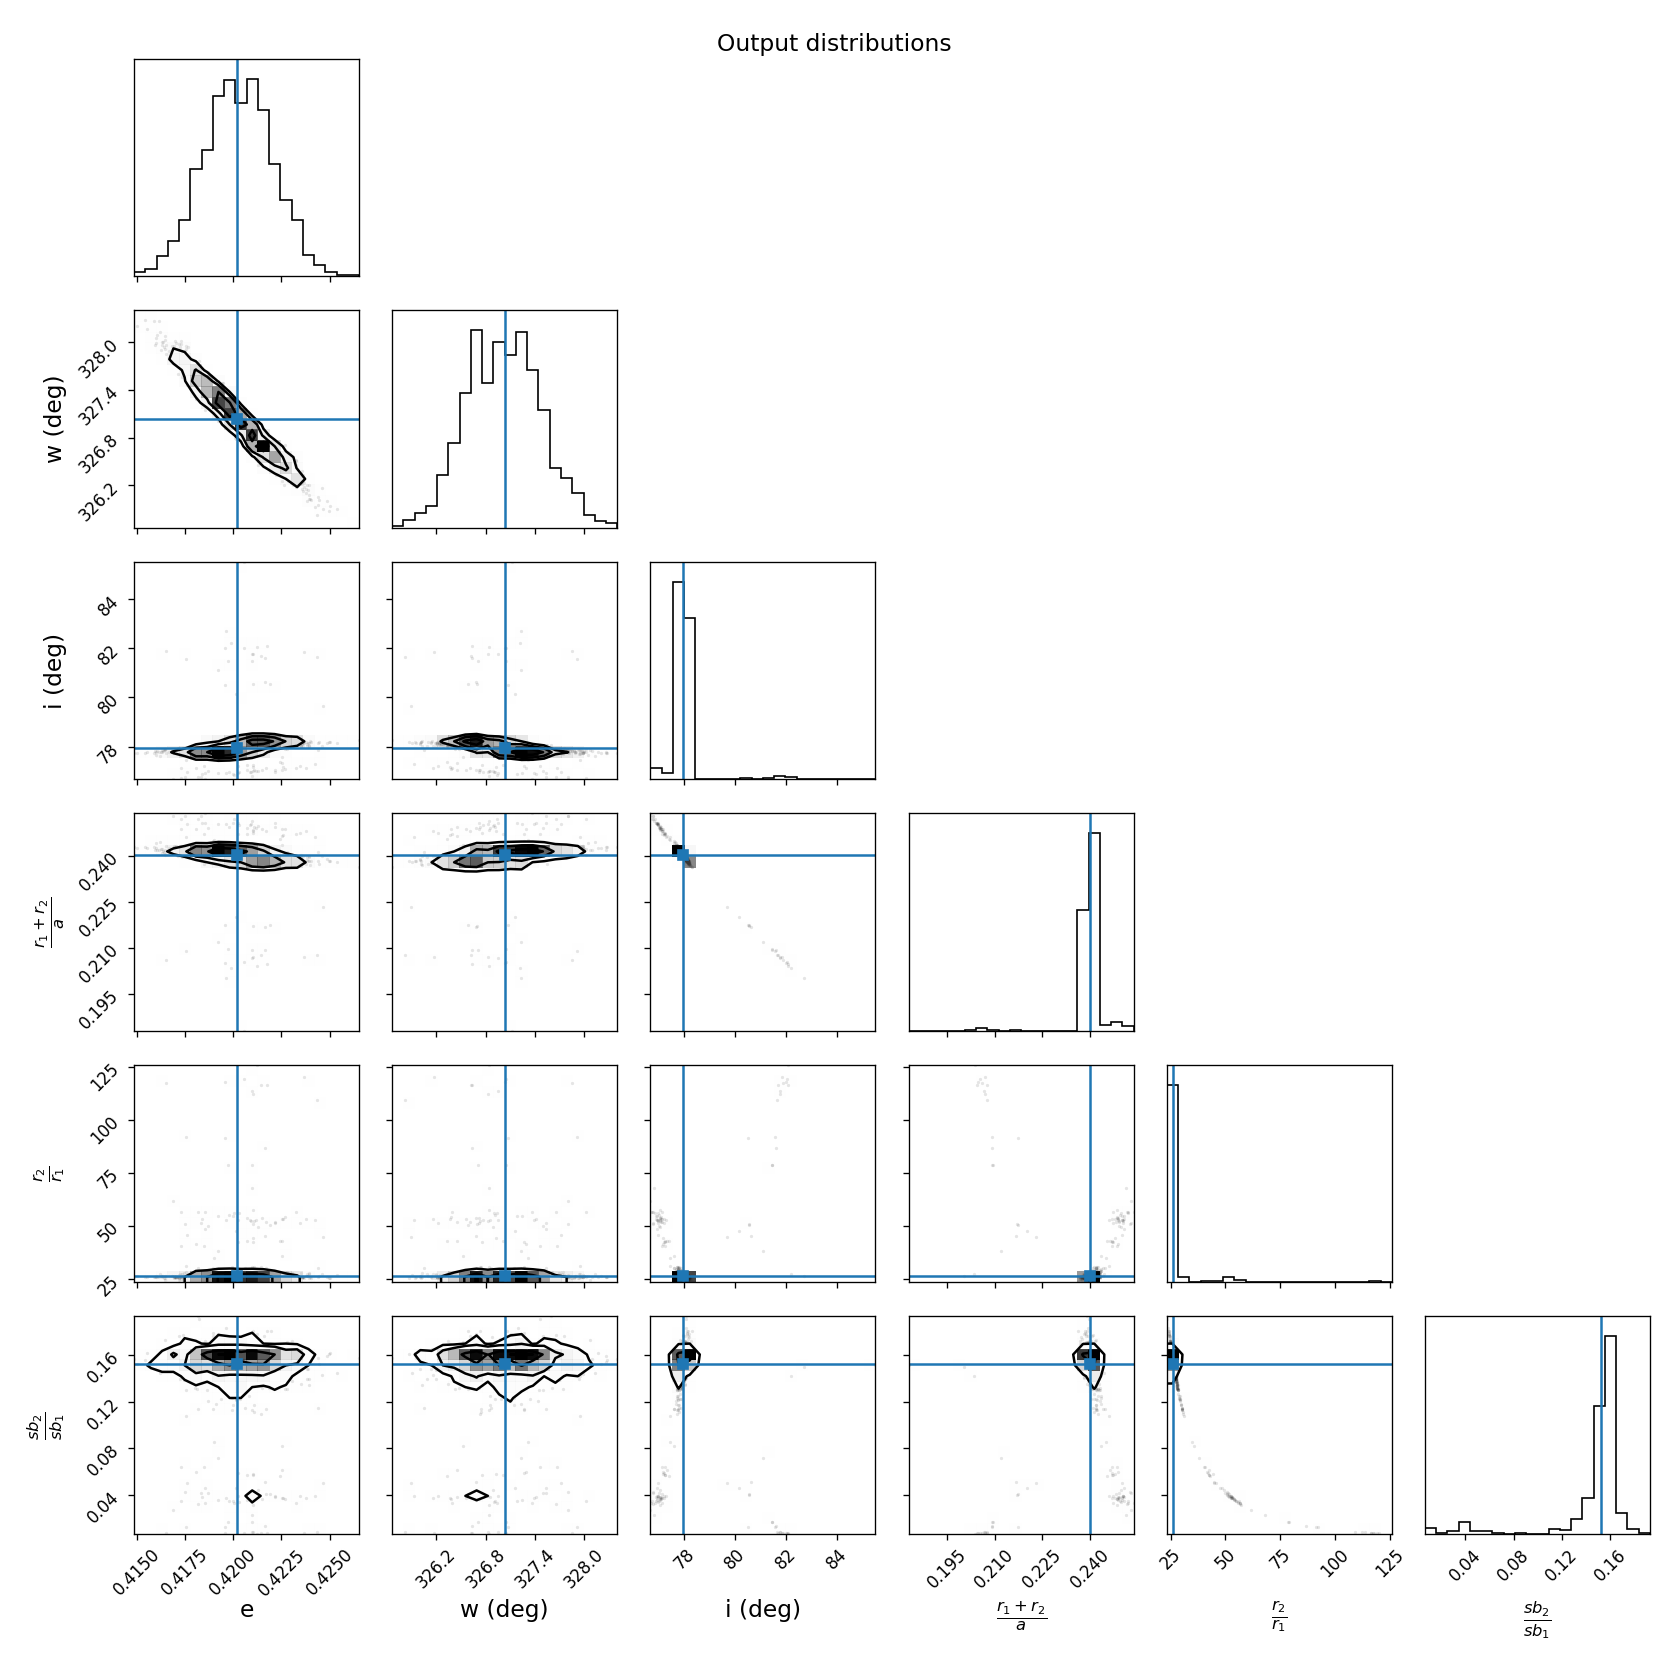 Output distributions
w (deg)
328.0
327.4
326.8
326.2
i (deg)
84
82
80
78
r1 + r2
a
0.240
0.225
0.210
0.195
r2
r1
125
100
75
50
25
sb2
sb1
0.16
0.12
0.08
0.04
0.4150 0.4175 0.4200 0.4225 0.4250
326.2 326.8 327.4 328.0
78 80 82 84
0.195 0.210 0.225 0.240
25 50 75 100 125
0.04 0.08 0.12 0.16
e
w (deg)
i (deg)
r1 + r2
a
r2
r1
sb2
sb1